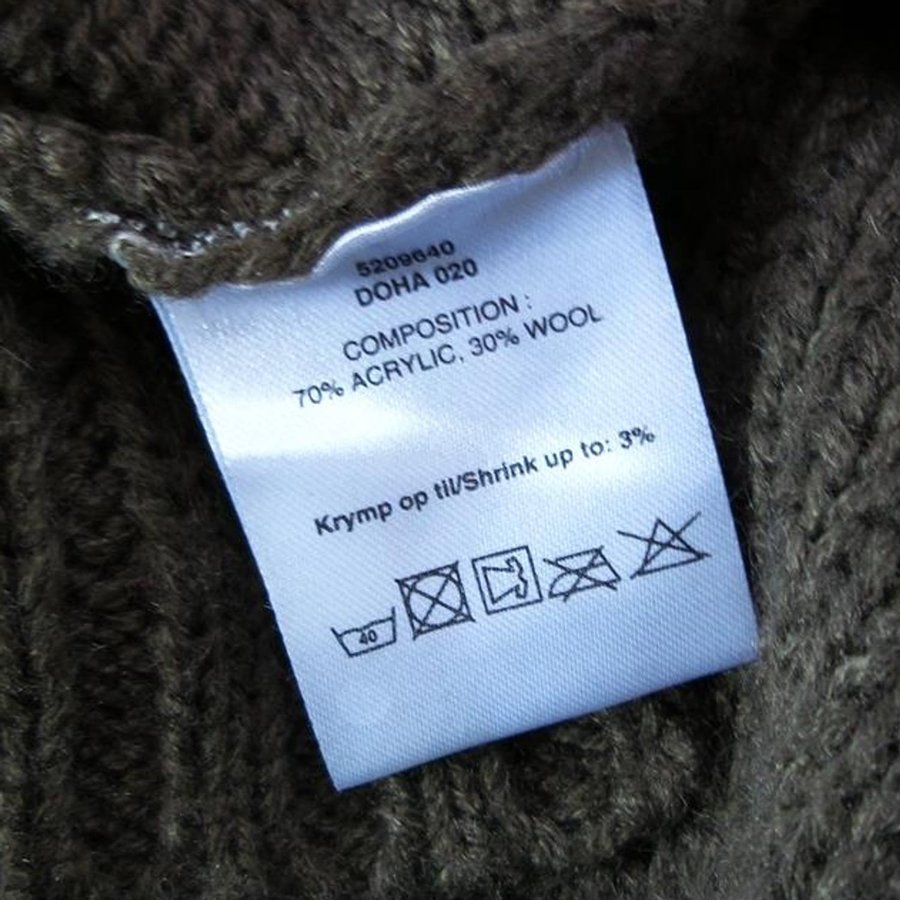 5209640
DOHA 020
COMPOSITION :
70% ACRYLIC, 30% WOOL
Krymp op til/Shrink up to: 3%
40